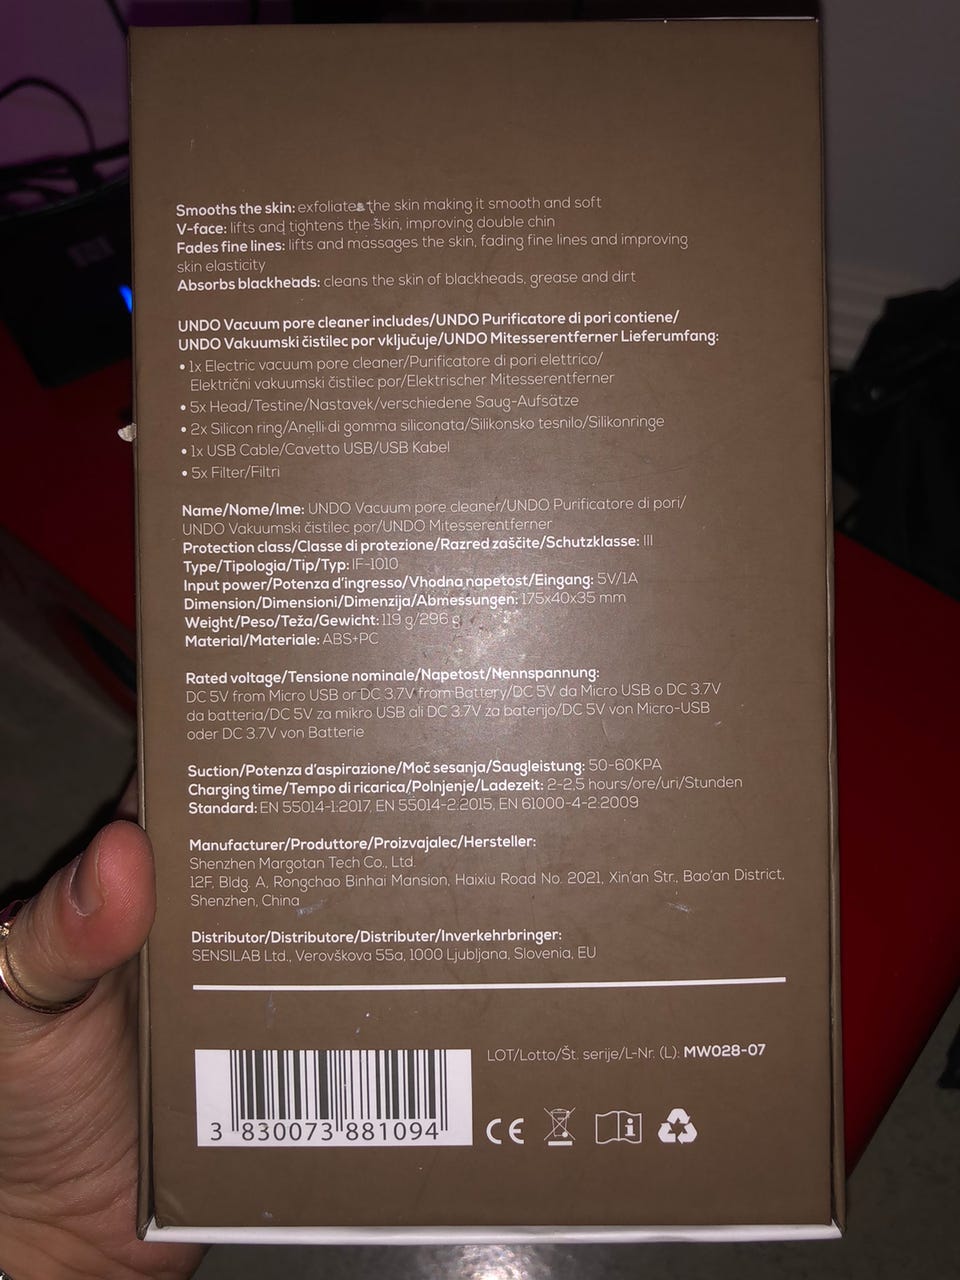 Smooths the skin: exfoliates the skin making it smooth and soft
V-face: lifts and tightens the skin, improving double chin
Fades fine lines: lifts and massages the skin, fading fine lines and improving
skin elasticity
Absorbs blackheads: cleans the skin of blackheads, grease and dirt
UNDO Vacuum pore cleaner includes/UNDO Purificatore di pori contiene/
UNDO Vakuumski čistilec por vključuje/UNDO Mitesserentferner Lieferumfang:
• 1x Electric vacuum pore cleaner/Purificatore di pori elettrico/
Električni vakuumski čistilec por/Elektrischer Mitesserentferner
• 5x Head/Testine/Nastavek/verschiedene Saug-Aufsätze
• 2x Silicon ring/Anelli di gomma siliconata/Silikonsko tesnilo/Silikonringe
• 1x USB Cable/Cavetto USB/USB Kabel
• 5x Filter/Filtri
Name/Nome/Ime: UNDO Vacuum pore cleaner/UNDO Purificatore di pori/
UNDO Vakuumski čistilec por/UNDO Mitesserentferner
Protection class/Classe di protezione/Razred zaščite/Schutzklasse: III
Type/Tipologia/Tip/Typ: IF-1010
Input power/Potenza d'ingresso/Vhodna napetost/Eingang: 5V/1A
Dimension/Dimensioni/Dimenzija/Abmessungen: 175x40x35 mm
Weight/Peso/Teža/Gewicht: 119 g/296 g
Material/Materiale: ABS+PC
Rated voltage/Tensione nominale/Napetost/Nennspannung:
DC 5V from Micro USB or DC 3.7V from Battery/DC 5V da Micro USB o DC 3.7V
da batteria/DC 5V za mikro USB ali DC 3.7V za baterijo/DC 5V von Micro-USB
oder DC 3.7V von Batterie
Suction/Potenza d'aspirazione/Moč sesanja/Saugleistung: 50-60KPA
Charging time/Tempo di ricarica/Polnjenje/Ladezeit: 2-2,5 hours/ore/uri/Stunden
Standard: EN 55014-1:2017, EN 55014-2:2015, EN 61000-4-2:2009
Manufacturer/Produttore/Proizvajalec/Hersteller:
Shenzhen Margotan Tech Co., Ltd.
12F, Bldg. A, Rongchao Binhai Mansion, Haixiu Road No. 2021, Xin'an Str., Bao'an District,
Shenzhen, China
Distributor/Distributore/Distributer/Inverkehrbringer:
SENSILAB Ltd., Verovškova 55a, 1000 Ljubljana, Slovenia, EU
LOT/Lotto/Št. serije/L-Nr. (L): MW028-07
3 830073 881094
CE